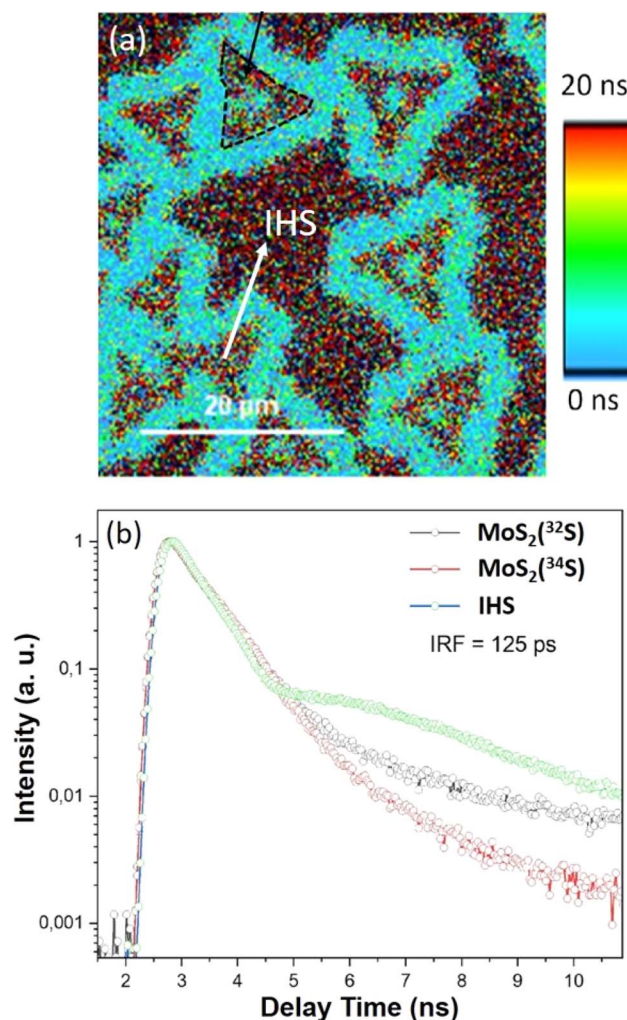 (a)
20 ns
IHS
20 µm
0 ns
(b)
MoS₂(³²S)
MoS₂(³⁴S)
IHS
IRF = 125 ps
Intensity (a. u.)
1
0,1
0,01
0,001
2 3 4 5 6 7 8 9 10
Delay Time (ns)